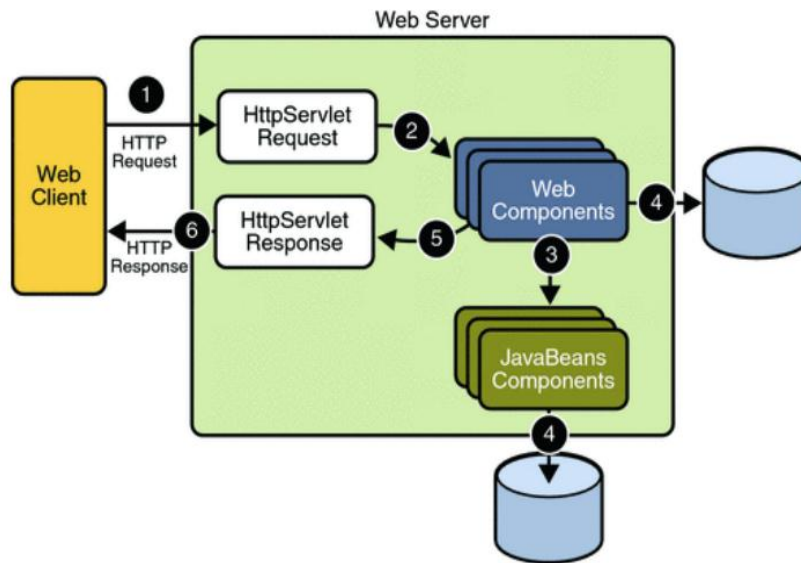 Web Server
1
HTTP
Request
HttpServlet
Request
2
Web
Client
Web
Components
4
HttpServlet
Response
5
6
HTTP
Response
3
JavaBeans
Components
4